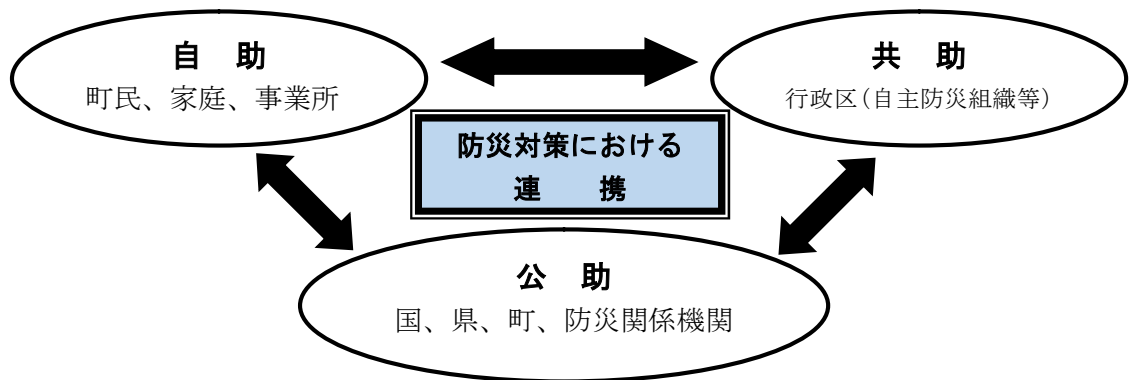 自　助
町民、家庭、事業所
共　助
行政区(自主防災組織等)
防災対策における
連　　携
公　助
国、県、町、防災関係機関